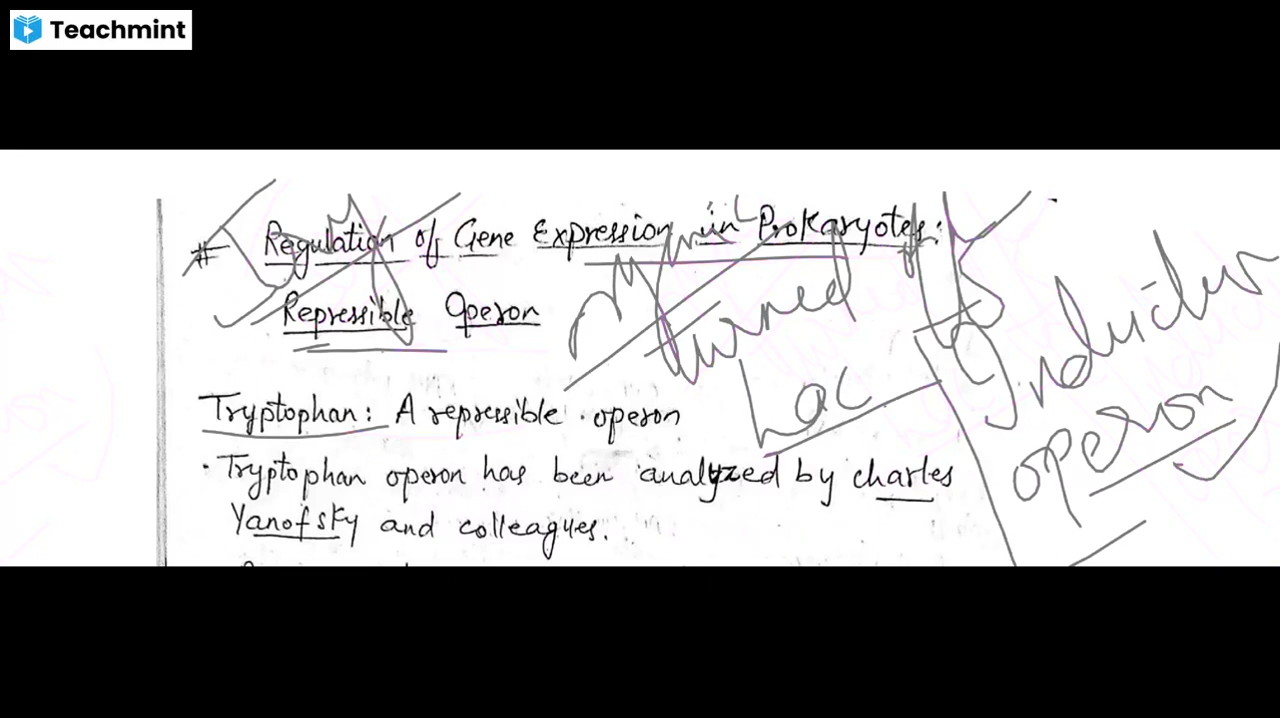 Teachmint
# Regulation of Gene Expression in Prokaryotes:
Repressible Operon
turned
Lac
Inductur
operon
Tryptophan: A repressible operon
• Tryptophan operon has been analyzed by charles
Yanofsky and colleagues.